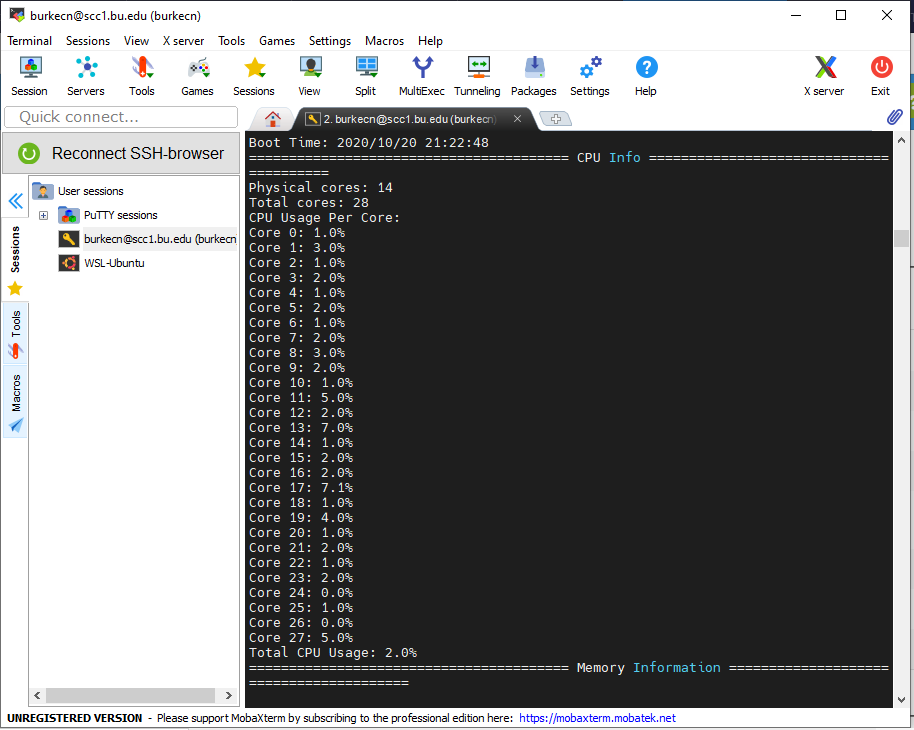 burkecn@scc1.bu.edu (burkecn)
Terminal Sessions View X server Tools Games Settings Macros Help
Session Servers Tools Games Sessions View Split MultiExec Tunneling Packages Settings Help X server Exit
Quick connect...
2. burkecn@scc1.bu.edu (burkecn)
Reconnect SSH-browser
User sessions
PuTTY sessions
burkecn@scc1.bu.edu (burkecn
WSL-Ubuntu
Sessions
Tools
Macros
Boot Time: 2020/10/20 21:22:48
======================================== CPU Info ==============================
==========
Physical cores: 14
Total cores: 28
CPU Usage Per Core:
Core 0: 1.0%
Core 1: 3.0%
Core 2: 1.0%
Core 3: 2.0%
Core 4: 1.0%
Core 5: 2.0%
Core 6: 1.0%
Core 7: 2.0%
Core 8: 3.0%
Core 9: 2.0%
Core 10: 1.0%
Core 11: 5.0%
Core 12: 2.0%
Core 13: 7.0%
Core 14: 1.0%
Core 15: 2.0%
Core 16: 2.0%
Core 17: 7.1%
Core 18: 1.0%
Core 19: 4.0%
Core 20: 1.0%
Core 21: 2.0%
Core 22: 1.0%
Core 23: 2.0%
Core 24: 0.0%
Core 25: 1.0%
Core 26: 0.0%
Core 27: 5.0%
Total CPU Usage: 2.0%
======================================== Memory Information ====================
====================
UNREGISTERED VERSION - Please support MobaXterm by subscribing to the professional edition here: https://mobaxterm.mobatek.net